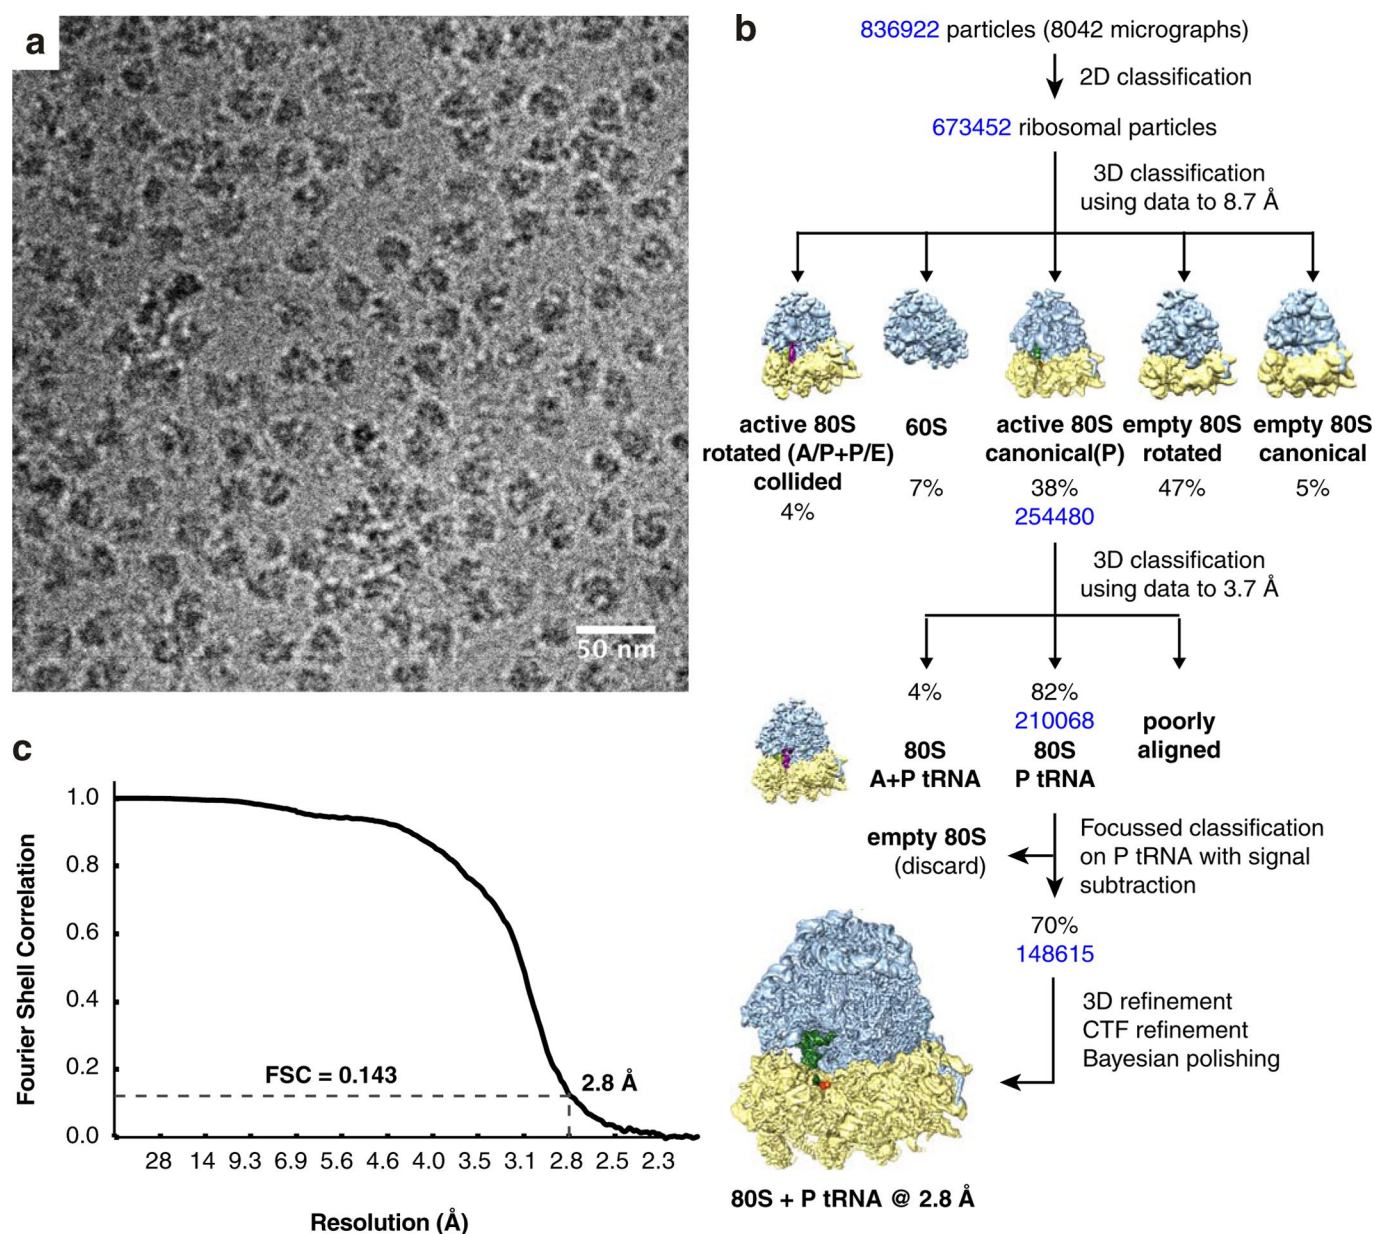 a
50 nm
b
836922 particles (8042 micrographs)
2D classification
673452 ribosomal particles
3D classification
using data to 8.7 Å
active 80S
rotated (A/P+P/E)
collided
4%
60S
7%
active 80S
canonical(P)
38%
254480
empty 80S
rotated
47%
empty 80S
canonical
5%
3D classification
using data to 3.7 Å
4%
80S
A+P tRNA
82%
210068
80S
P tRNA
poorly
aligned
empty 80S
(discard)
Focussed classification
on P tRNA with signal
subtraction
70%
148615
3D refinement
CTF refinement
Bayesian polishing
80S + P tRNA @ 2.8 Å
c
Fourier Shell Correlation
1.0
0.8
0.6
0.4
0.2
0.0
FSC = 0.143
2.8 Å
28 14 9.3 6.9 5.6 4.6 4.0 3.5 3.1 2.8 2.5 2.3
Resolution (Å)